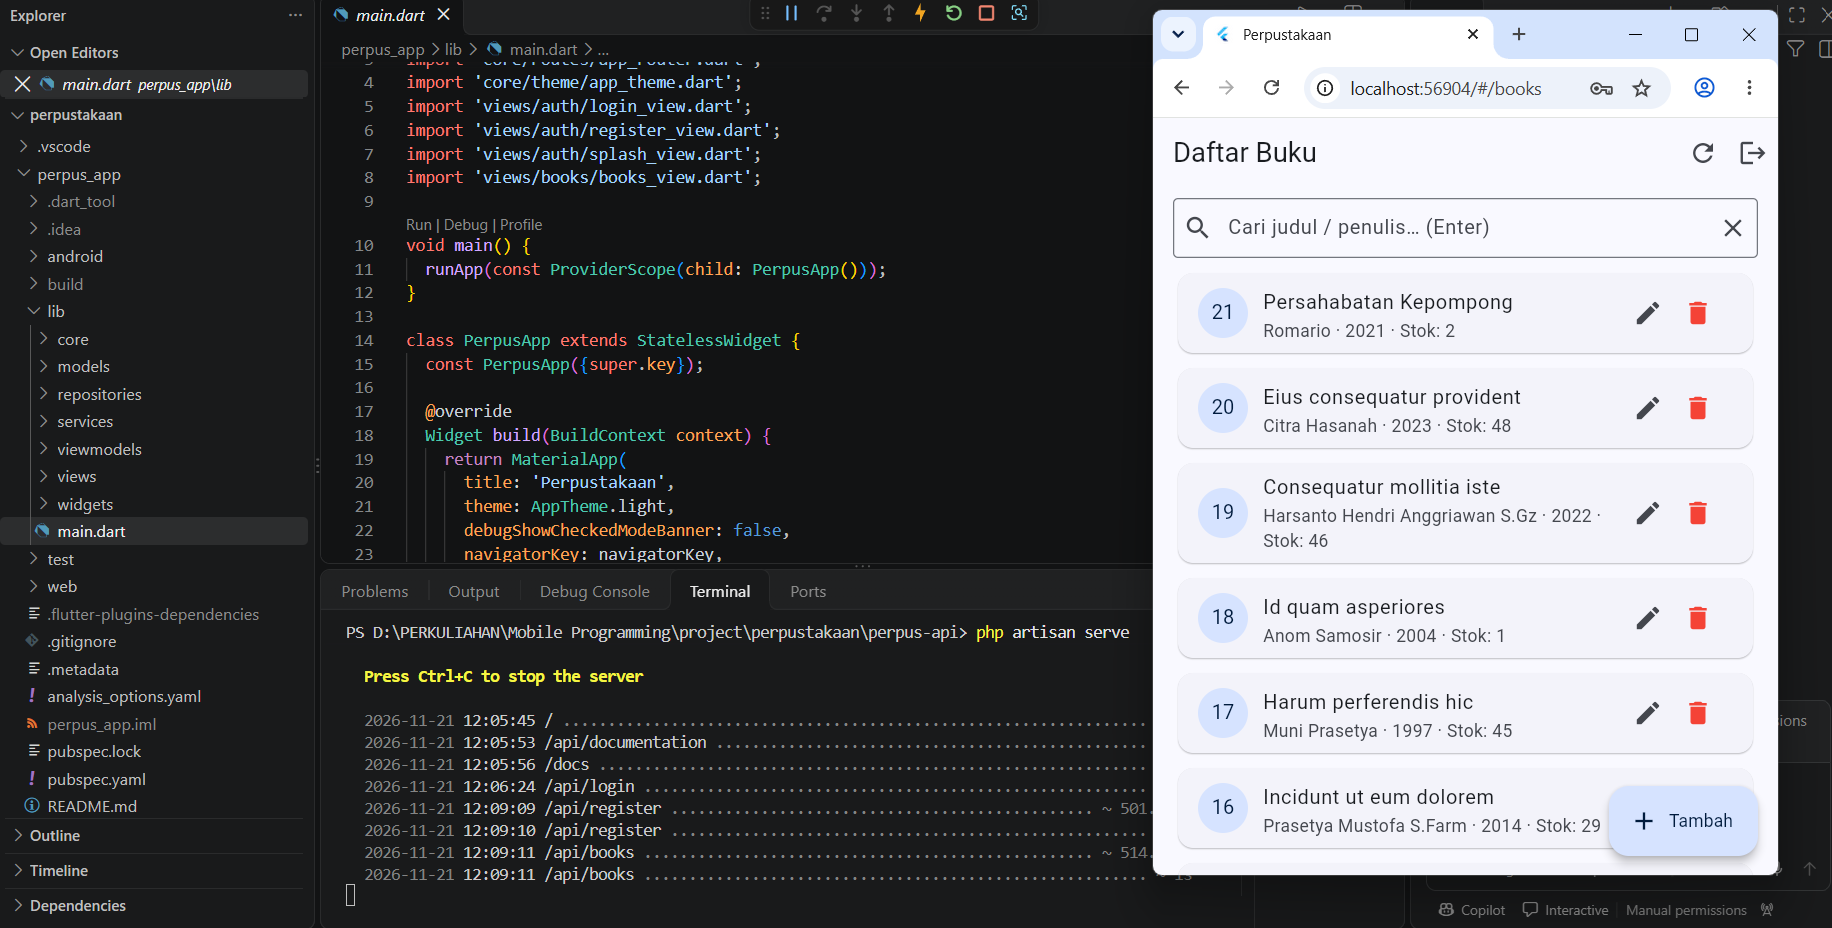 Explorer
Open Editors
main.dart perpus_app\lib
perpustakaan
.vscode
perpus_app
.dart_tool
.idea
android
build
lib
core
models
repositories
services
viewmodels
views
widgets
main.dart
test
web
.flutter-plugins-dependencies
.gitignore
.metadata
analysis_options.yaml
perpus_app.iml
pubspec.lock
pubspec.yaml
README.md
Outline
Timeline
Dependencies
main.dart
perpus_app > lib > main.dart > ...
3 import 'core/routes/app_router.dart';
4 import 'core/theme/app_theme.dart';
5 import 'views/auth/login_view.dart';
6 import 'views/auth/register_view.dart';
7 import 'views/auth/splash_view.dart';
8 import 'views/books/books_view.dart';
9
Run | Debug | Profile
10 void main() {
11 runApp(const ProviderScope(child: PerpusApp()));
12 }
13
14 class PerpusApp extends StatelessWidget {
15 const PerpusApp({super.key});
16
17 @override
18 Widget build(BuildContext context) {
19 return MaterialApp(
20 title: 'Perpustakaan',
21 theme: AppTheme.light,
22 debugShowCheckedModeBanner: false,
23 navigatorKey: navigatorKey,
Problems
Output
Debug Console
Terminal
Ports
PS D:\PERKULIAHAN\Mobile Programming\project\perpustakaan\perpus-api> php artisan serve
Press Ctrl+C to stop the server
2026-11-21 12:05:45 /
2026-11-21 12:05:53 /api/documentation
2026-11-21 12:05:56 /docs
2026-11-21 12:06:24 /api/login
2026-11-21 12:09:09 /api/register ~ 501.
2026-11-21 12:09:10 /api/register
2026-11-21 12:09:11 /api/books ~ 514.
2026-11-21 12:09:11 /api/books ~ 1s
Perpustakaan
localhost:56904/#/books
Daftar Buku
Cari judul / penulis… (Enter)
21
Persahabatan Kepompong
Romario · 2021 · Stok: 2
20
Eius consequatur provident
Citra Hasanah · 2023 · Stok: 48
19
Consequatur mollitia iste
Harsanto Hendri Anggriawan S.Gz · 2022 ·
Stok: 46
18
Id quam asperiores
Anom Samosir · 2004 · Stok: 1
17
Harum perferendis hic
Muni Prasetya · 1997 · Stok: 45
16
Incidunt ut eum dolorem
Prasetya Mustofa S.Farm · 2014 · Stok: 29
Tambah
Copilot
Interactive
Manual permissions